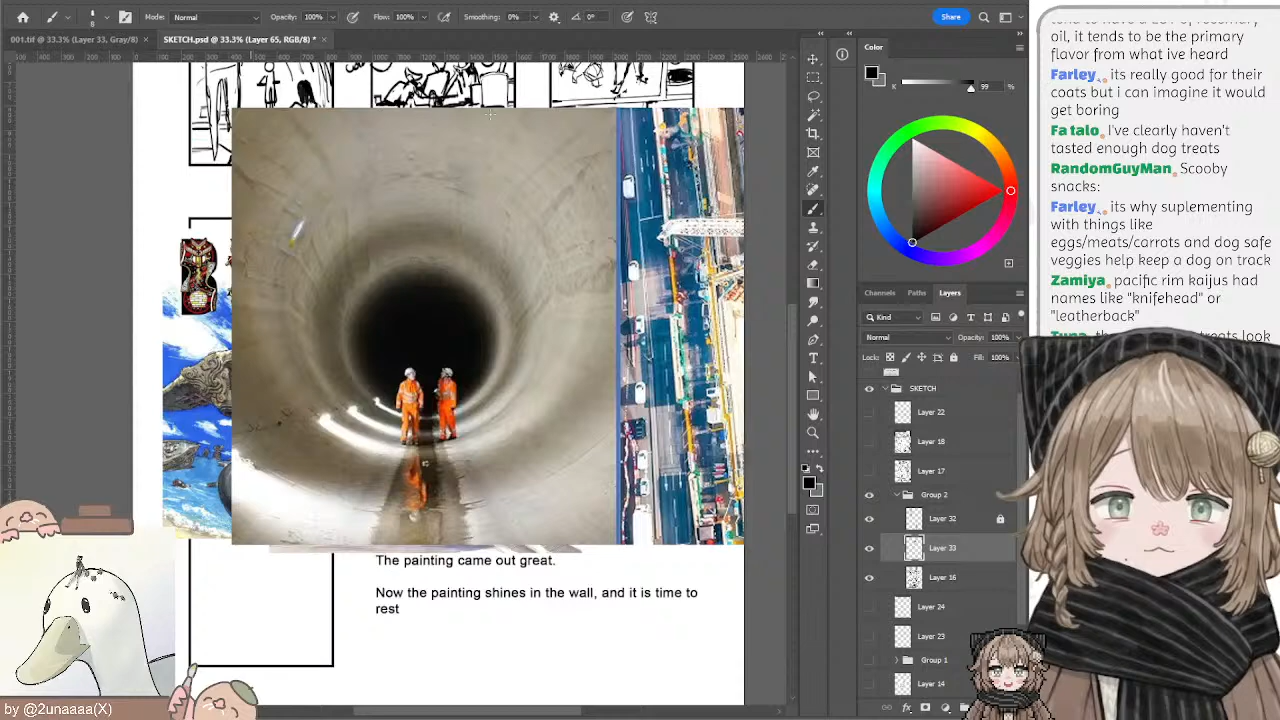 Mode: Normal Opacity: 100% Flow: 100% Smoothing: 0% 0° Share
001.tif @ 33.3% (Layer 33, Gray/8) × SKETCH.psd @ 33.3% (Layer 65, RGB/8) * ×
Color
K 99 %
Channels Paths Layers
Kind
Normal Opacity: 100%
Lock: Fill: 100%
SKETCH
Layer 22
Layer 18
Layer 17
Group 2
Layer 32
Layer 33
Layer 16
Layer 24
Layer 23
Group 1
Layer 14
The painting came out great.
Now the painting shines in the wall, and it is time to
rest
by @2unaaaa(X)
oil, it tends to be the primary
flavor from what ive heard
Farley its really good for their
coats but i can imagine it would
get boring
Fa talo I've clearly haven't
tasted enough dog treats
RandomGuyMan Scooby
snacks:
Farley its why suplementing
with things like
eggs/meats/carrots and dog safe
veggies help keep a dog on track
Zamiya pacific rim kaijus had
names like "knifehead" or
"leatherback"